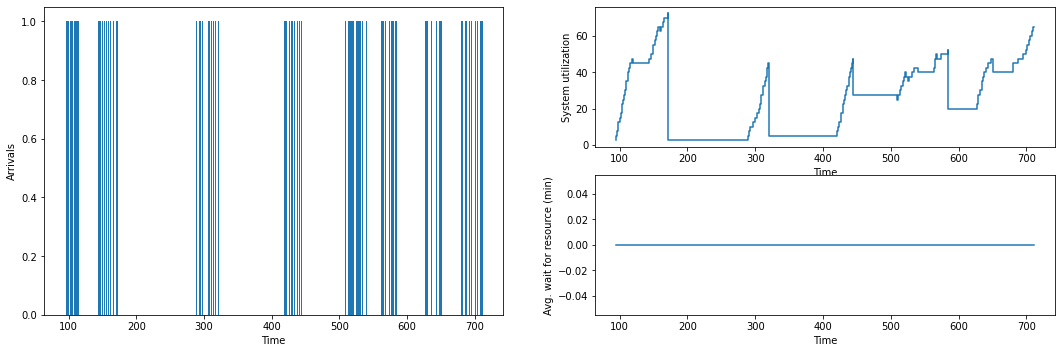 1.0
0.8
0.6
0.4
0.2
0.0
Arrivals
100 200 300 400 500 600 700
Time
60
40
20
0
System utilization
100 200 300 400 500 600 700
Time
0.04
0.02
0.00
−0.02
−0.04
Avg. wait for resource (min)
100 200 300 400 500 600 700
Time